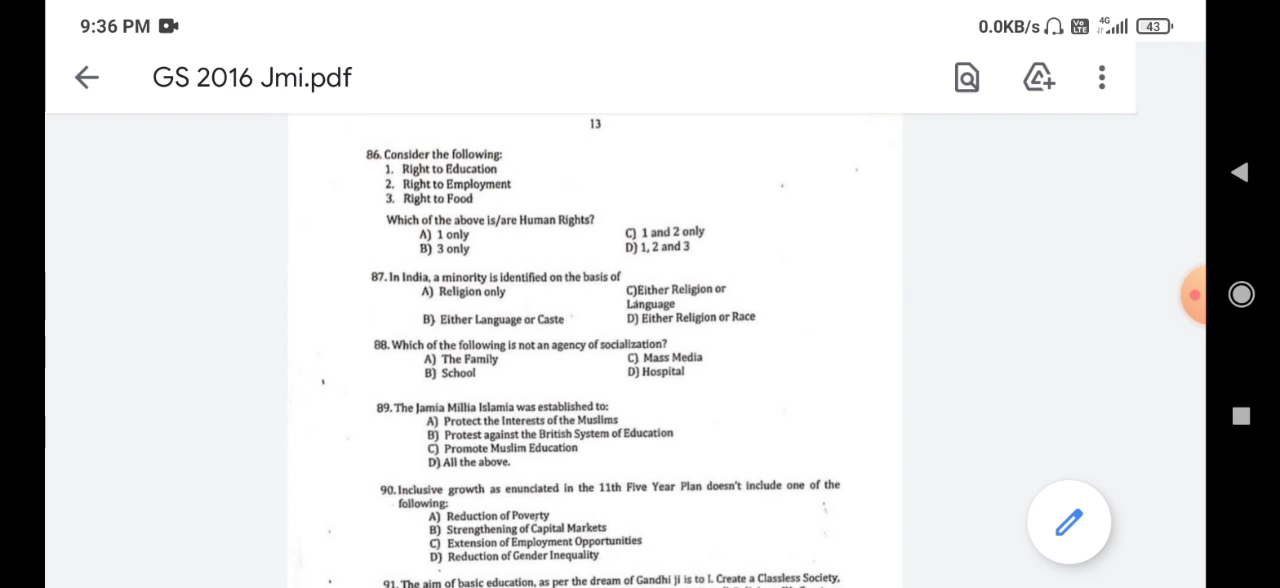 9:36 PM
0.0KB/s Vo LTE 4G 43
GS 2016 Jmi.pdf
13
86. Consider the following:
1. Right to Education
2. Right to Employment
3. Right to Food
Which of the above is/are Human Rights?
A) 1 only C) 1 and 2 only
B) 3 only D) 1, 2 and 3
87. In India, a minority is identified on the basis of
A) Religion only C)Either Religion or
Language
B) Either Language or Caste D) Either Religion or Race
88. Which of the following is not an agency of socialization?
A) The Family C) Mass Media
B) School D) Hospital
89. The Jamia Millia Islamia was established to:
A) Protect the Interests of the Muslims
B) Protest against the British System of Education
C) Promote Muslim Education
D) All the above.
90. Inclusive growth as enunciated in the 11th Five Year Plan doesn't include one of the
following:
A) Reduction of Poverty
B) Strengthening of Capital Markets
C) Extension of Employment Opportunities
D) Reduction of Gender Inequality
91. The aim of basic education, as per the dream of Gandhi ji is to I. Create a Classless Society,